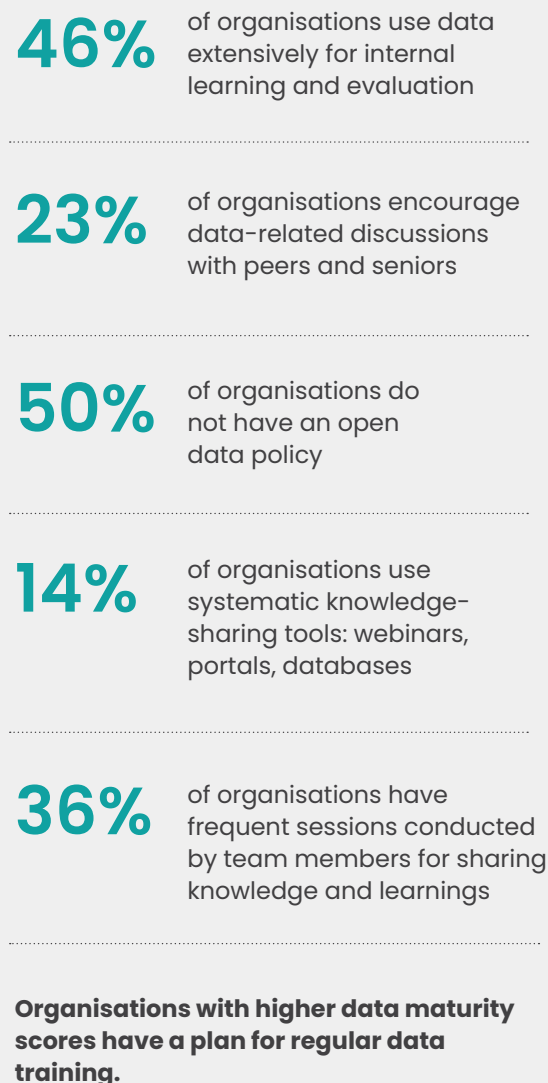 46%
of organisations use data
extensively for internal
learning and evaluation
23%
of organisations encourage
data-related discussions
with peers and seniors
50%
of organisations do
not have an open
data policy
14%
of organisations use
systematic knowledge-
sharing tools: webinars,
portals, databases
36%
of organisations have
frequent sessions conducted
by team members for sharing
knowledge and learnings
Organisations with higher data maturity
scores have a plan for regular data
training.